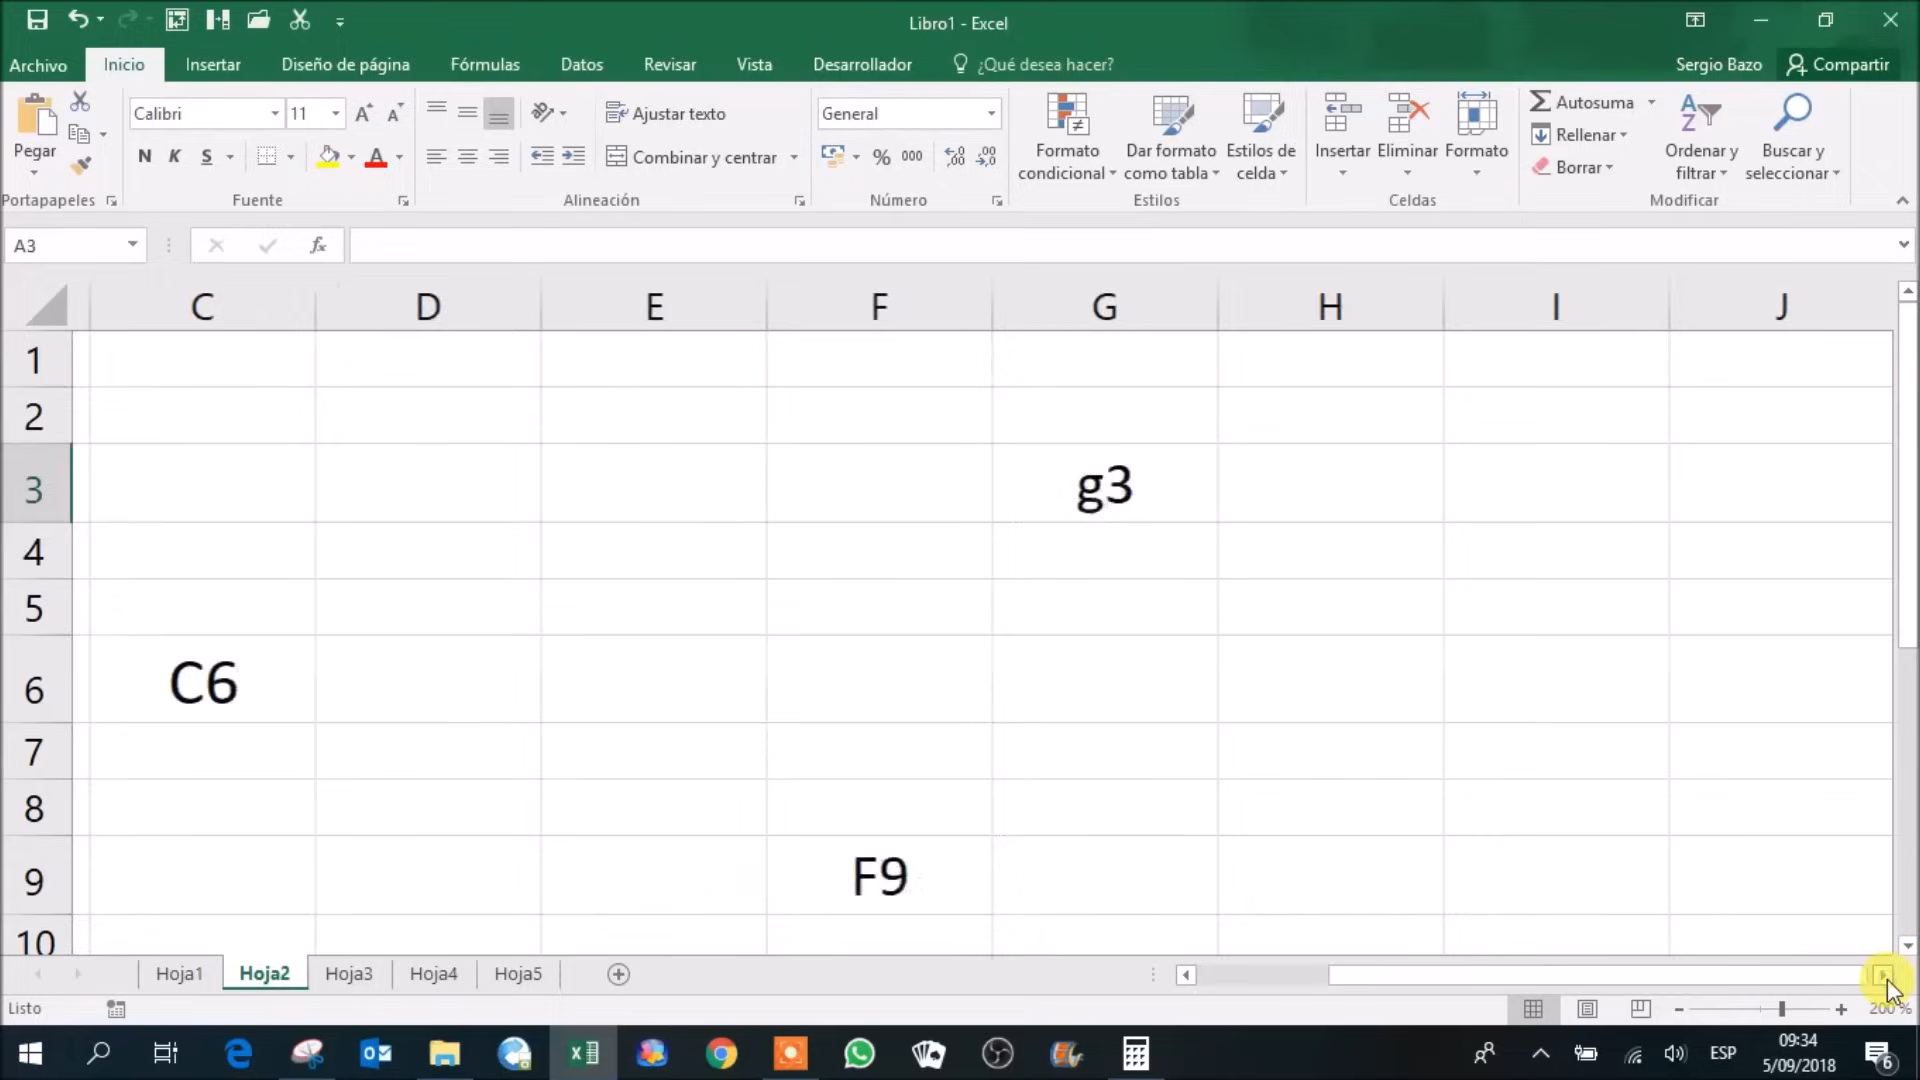 Libro1 - Excel
Archivo Inicio Insertar Diseño de página Fórmulas Datos Revisar Vista Desarrollador ¿Qué desea hacer? Sergio Bazo Compartir
Calibri 11 Ajustar texto General Autosuma
Rellenar
Pegar N K S A Combinar y centrar % 000 Formato condicional Dar formato como tabla Estilos de celda Insertar Eliminar Formato Borrar Ordenar y filtrar Buscar y seleccionar
Portapapeles Fuente Alineación Número Estilos Celdas Modificar
A3 fx
C D E F G H I J
1
2
3 g3
4
5
6 C6
7
8
9 F9
10
Hoja1 Hoja2 Hoja3 Hoja4 Hoja5
Listo 200 %
09:34
ESP
5/09/2018
6